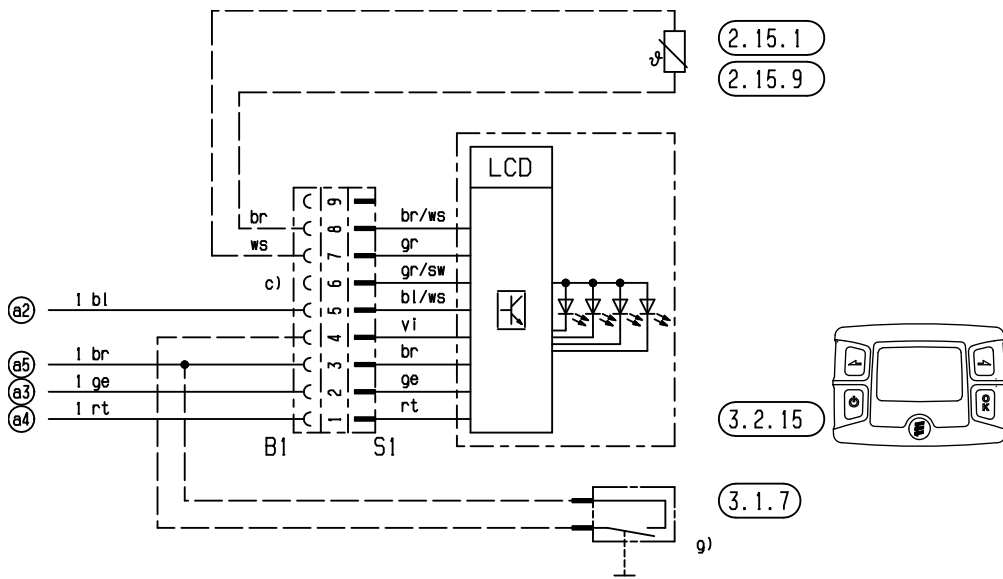 2.15.1
ϑ
2.15.9
LCD
9
br 8 br/ws
ws 7 gr
c) 6 gr/sw
a2 1 bl 5 bl/ws
4 vi
a5 1 br 3 br
a3 1 ge 2 ge
a4 1 rt 1 rt
3.2.15
OK
B1 S1
3.1.7
g)